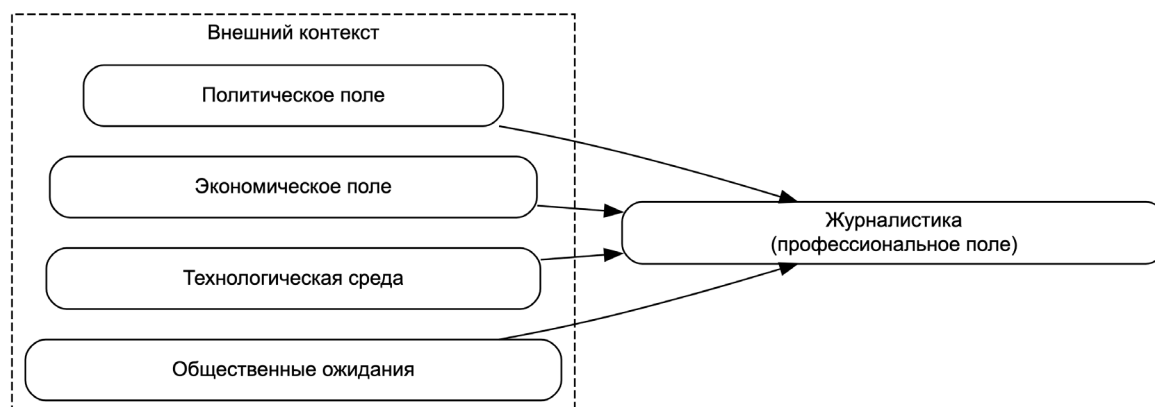 Внешний контекст
Политическое поле
Экономическое поле
Журналистика
(профессиональное поле)
Технологическая среда
Общественные ожидания